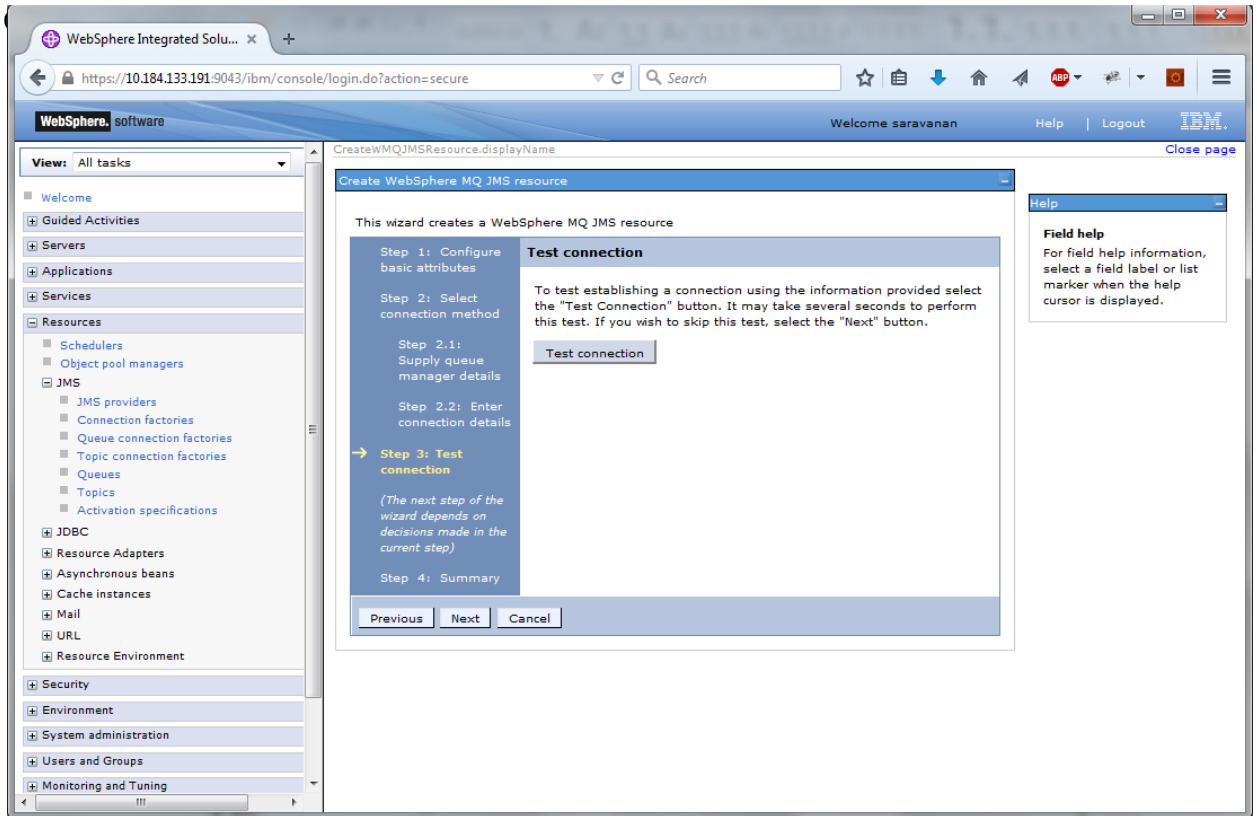 WebSphere Integrated Solu...
https://10.184.133.191:9043/ibm/console/login.do?action=secure
Search
ABP
WebSphere. software
Welcome saravanan
Help | Logout
IBM.
View: All tasks
Welcome
Guided Activities
Servers
Applications
Services
Resources
Schedulers
Object pool managers
JMS
JMS providers
Connection factories
Queue connection factories
Topic connection factories
Queues
Topics
Activation specifications
JDBC
Resource Adapters
Asynchronous beans
Cache instances
Mail
URL
Resource Environment
Security
Environment
System administration
Users and Groups
Monitoring and Tuning
CreateWMQJMSResource.displayName
Close page
Create WebSphere MQ JMS resource
This wizard creates a WebSphere MQ JMS resource
Step 1: Configure
basic attributes
Step 2: Select
connection method
Step 2.1:
Supply queue
manager details
Step 2.2: Enter
connection details
Step 3: Test
connection
(The next step of the
wizard depends on
decisions made in the
current step)
Step 4: Summary
Test connection
To test establishing a connection using the information provided select
the "Test Connection" button. It may take several seconds to perform
this test. If you wish to skip this test, select the "Next" button.
Test connection
Previous
Next
Cancel
Help
Field help
For field help information,
select a field label or list
marker when the help
cursor is displayed.